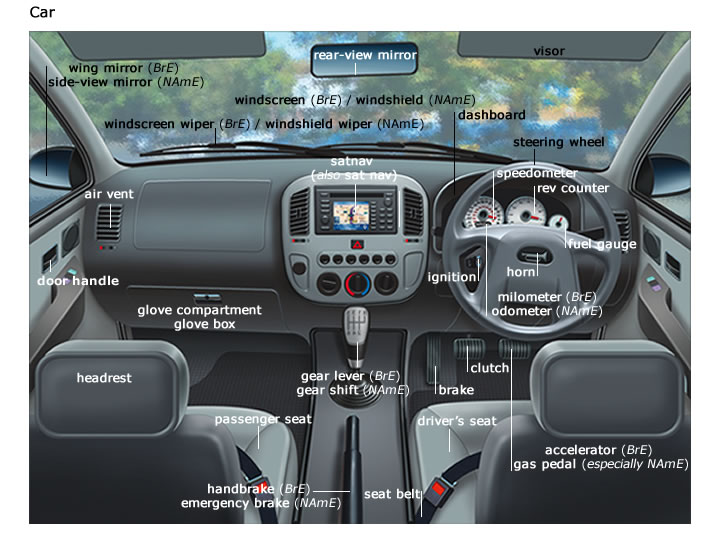 Car
rear-view mirror
visor
wing mirror (BrE)
side-view mirror (NAmE)
windscreen (BrE) / windshield (NAmE)
dashboard
windscreen wiper (BrE) / windshield wiper (NAmE)
steering wheel
satnav
(also sat nav)
speedometer
rev counter
air vent
fuel gauge
door handle
ignition
horn
glove compartment
glove box
milometer (BrE)
odometer (NAmE)
headrest
gear lever (BrE)
gear shift (NAmE)
clutch
brake
passenger seat
driver's seat
accelerator (BrE)
gas pedal (especially NAmE)
handbrake (BrE)
emergency brake (NAmE)
seat belt